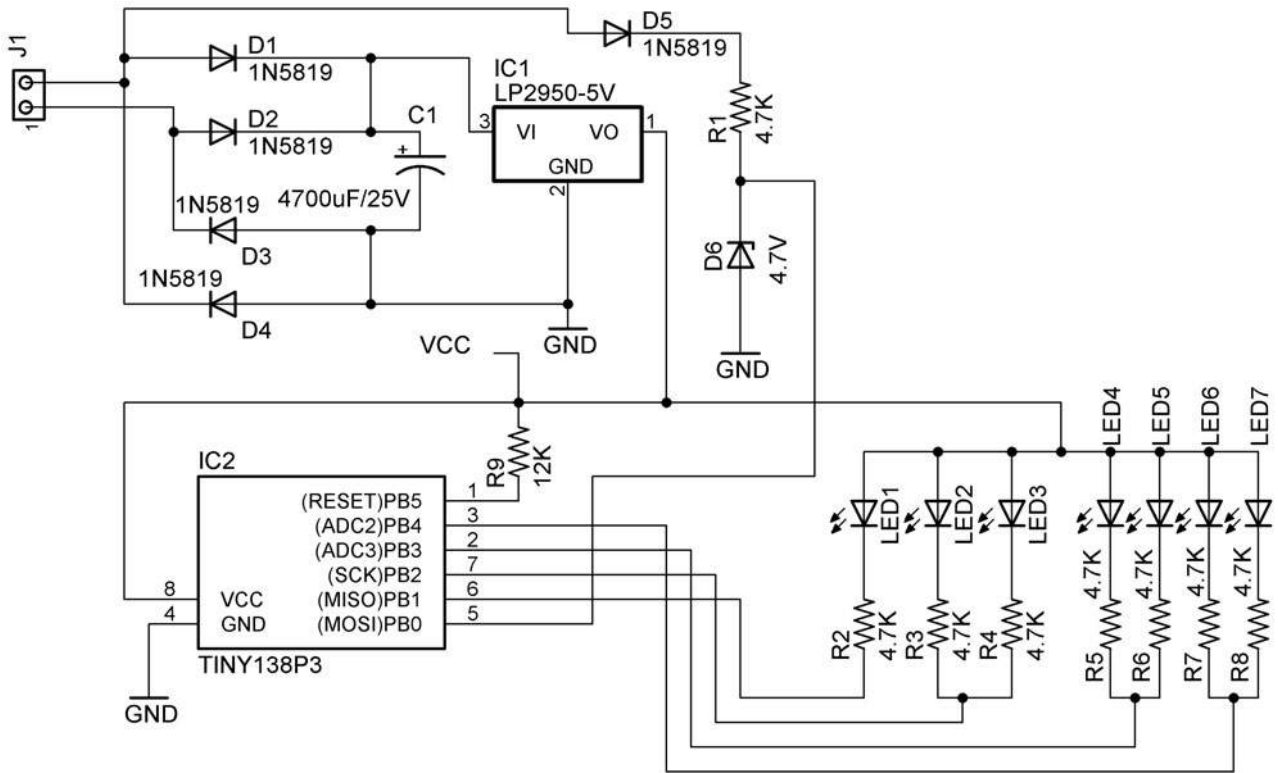 J1
1
D1
1N5819
D2
1N5819
C1
+
4700uF/25V
1N5819
D3
1N5819
D4
IC1
LP2950-5V
3
VI
VO
1
GND
2
GND
D5
1N5819
R1
4.7K
D6
4.7V
GND
VCC
R9
12K
IC2
(RESET)PB5
1
(ADC2)PB4
3
(ADC3)PB3
2
(SCK)PB2
7
(MISO)PB1
6
(MOSI)PB0
5
8
VCC
4
GND
TINY138P3
GND
LED1
LED2
LED3
LED4
LED5
LED6
LED7
R2
4.7K
R3
4.7K
R4
4.7K
R5
4.7K
R6
4.7K
R7
4.7K
R8
4.7K